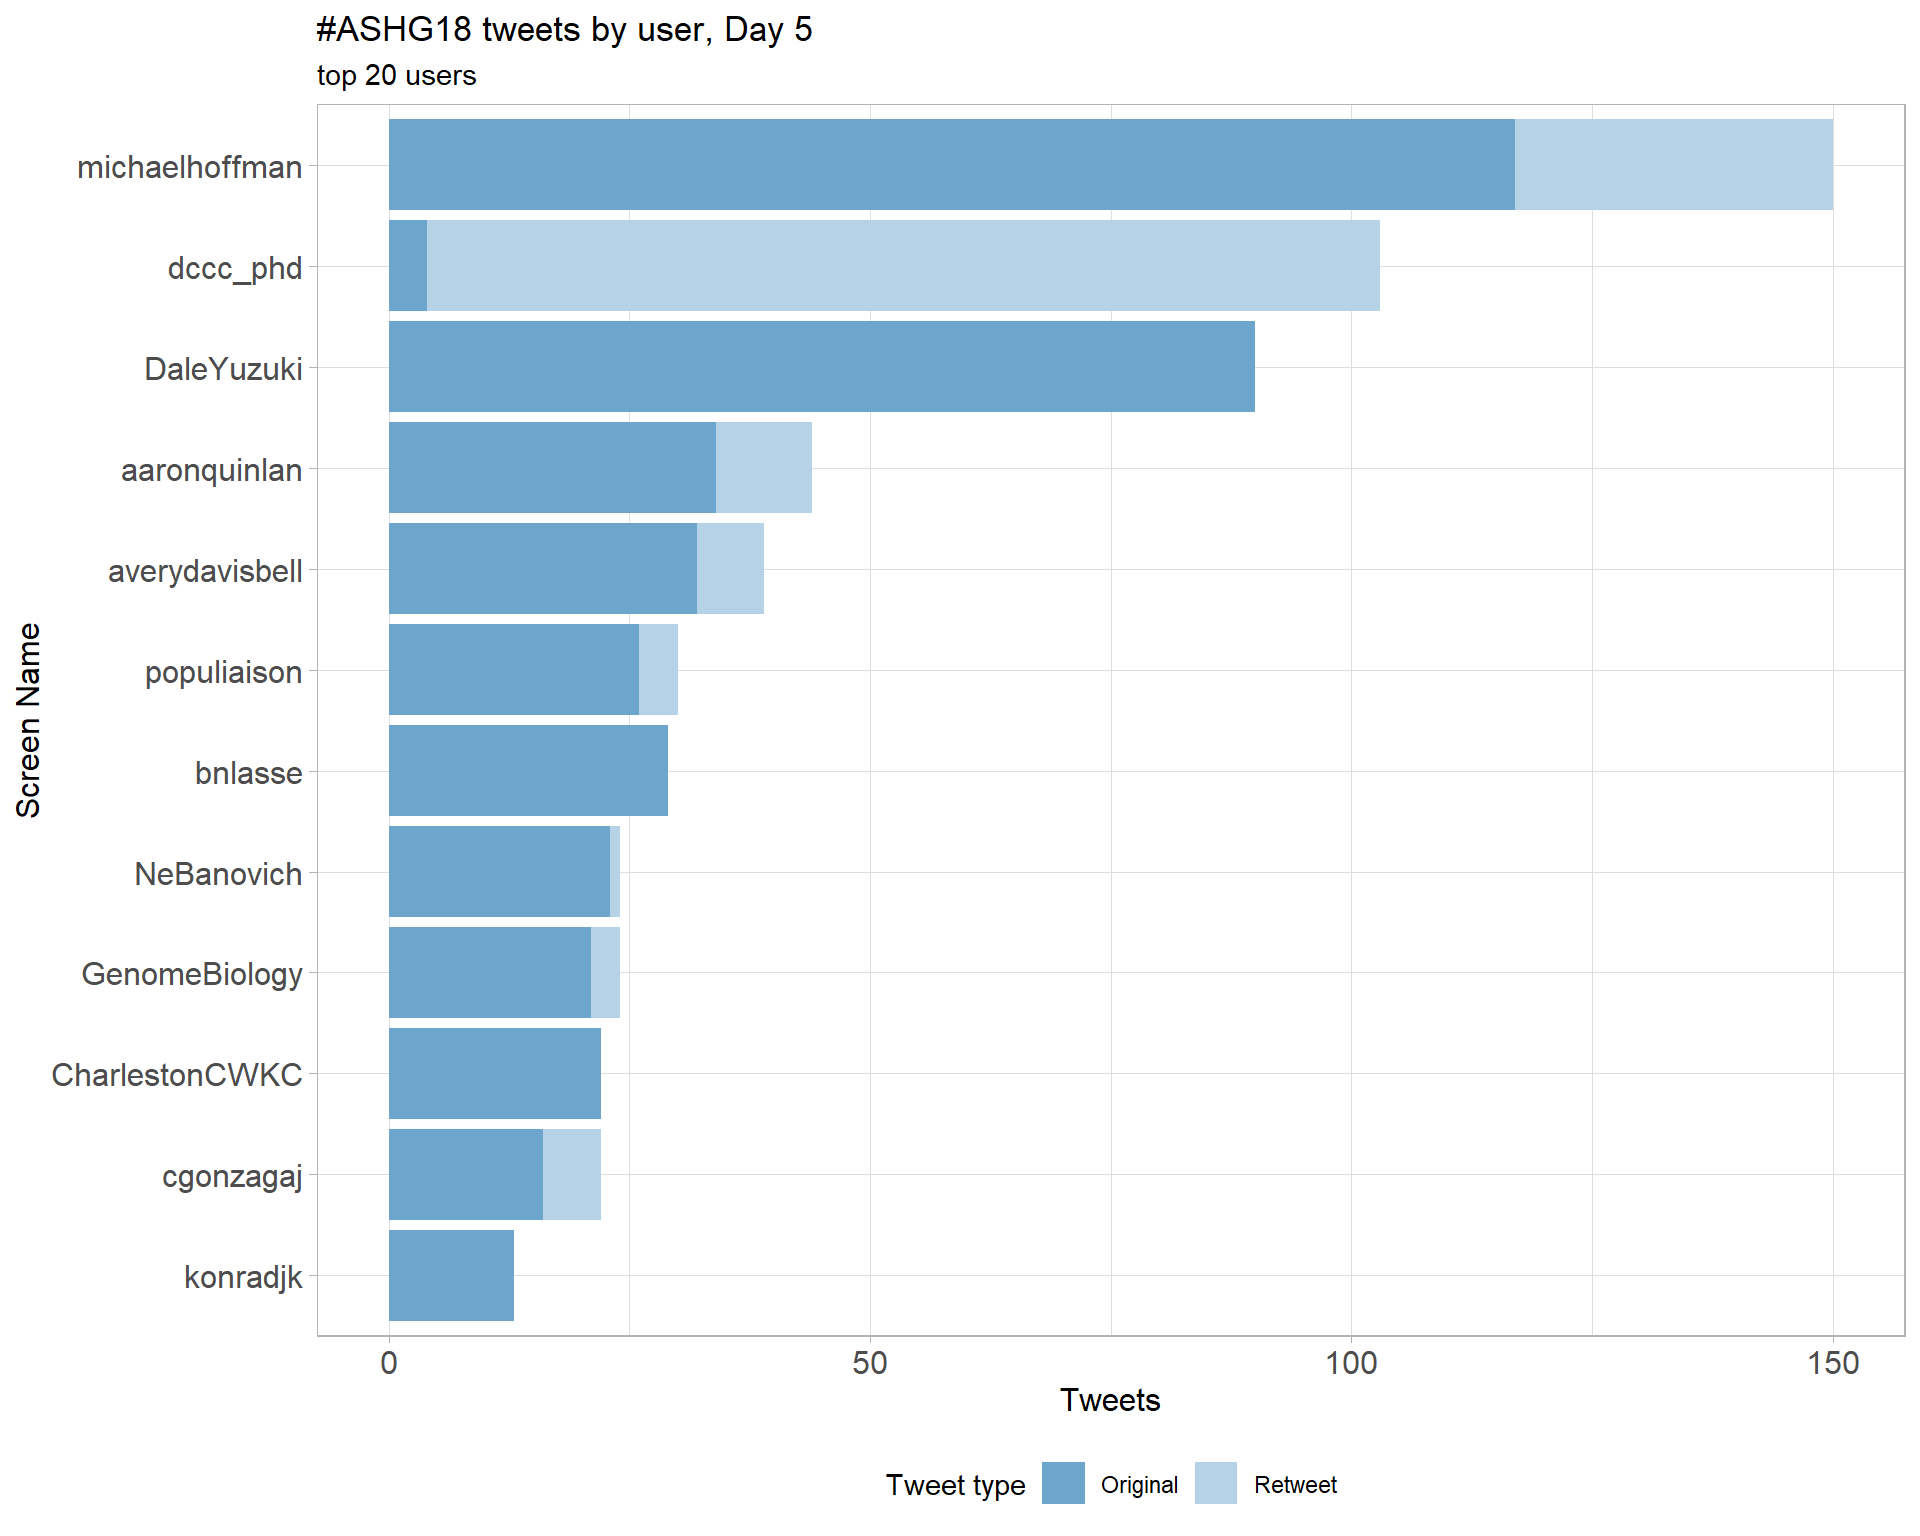 #ASHG18 tweets by user, Day 5
top 20 users
Screen Name
michaelhoffman
dccc_phd
DaleYuzuki
aaronquinlan
averydavisbell
populiaison
bnlasse
NeBanovich
GenomeBiology
CharlestonCWKC
cgonzagaj
konradjk
0 50 100 150
Tweets
Tweet type Original Retweet